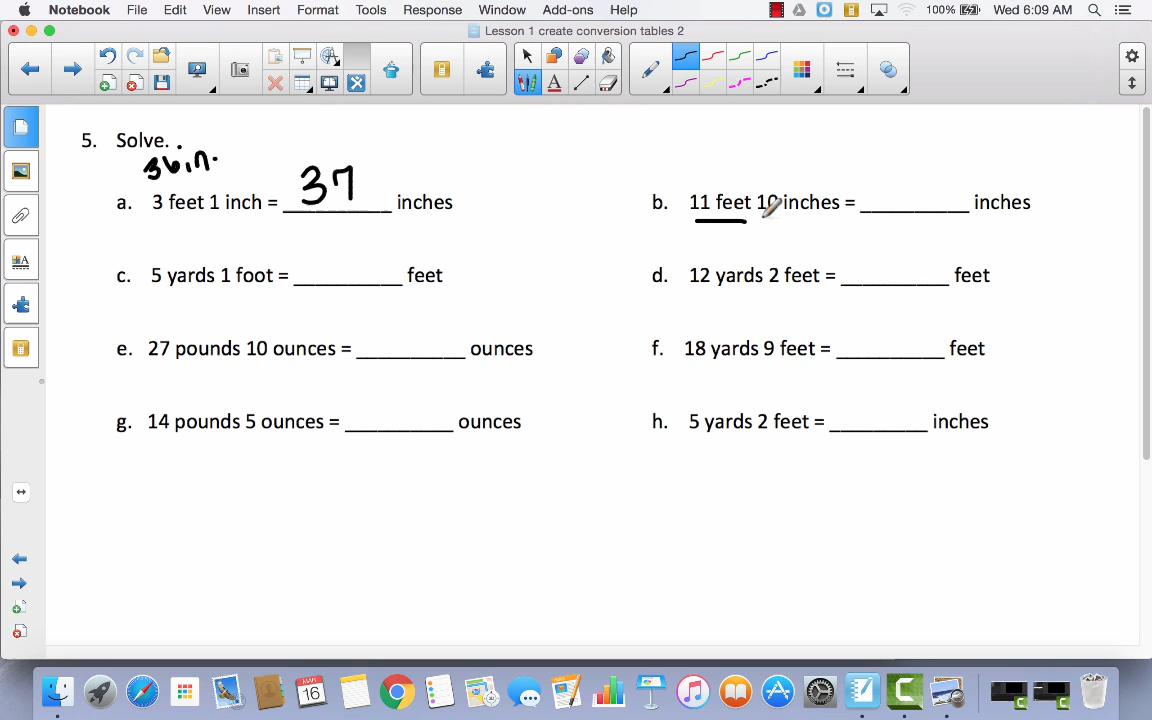 Notebook File Edit View Insert Format Tools Response Window Add-ons Help 100% Wed 6:09 AM
Lesson 1 create conversion tables 2
5. Solve.
36 in.
a. 3 feet 1 inch = 37 inches
b. 11 feet 10 inches = __________ inches
c. 5 yards 1 foot = __________ feet
d. 12 yards 2 feet = __________ feet
e. 27 pounds 10 ounces = __________ ounces
f. 18 yards 9 feet = __________ feet
g. 14 pounds 5 ounces = __________ ounces
h. 5 yards 2 feet = _________ inches
MAR
16